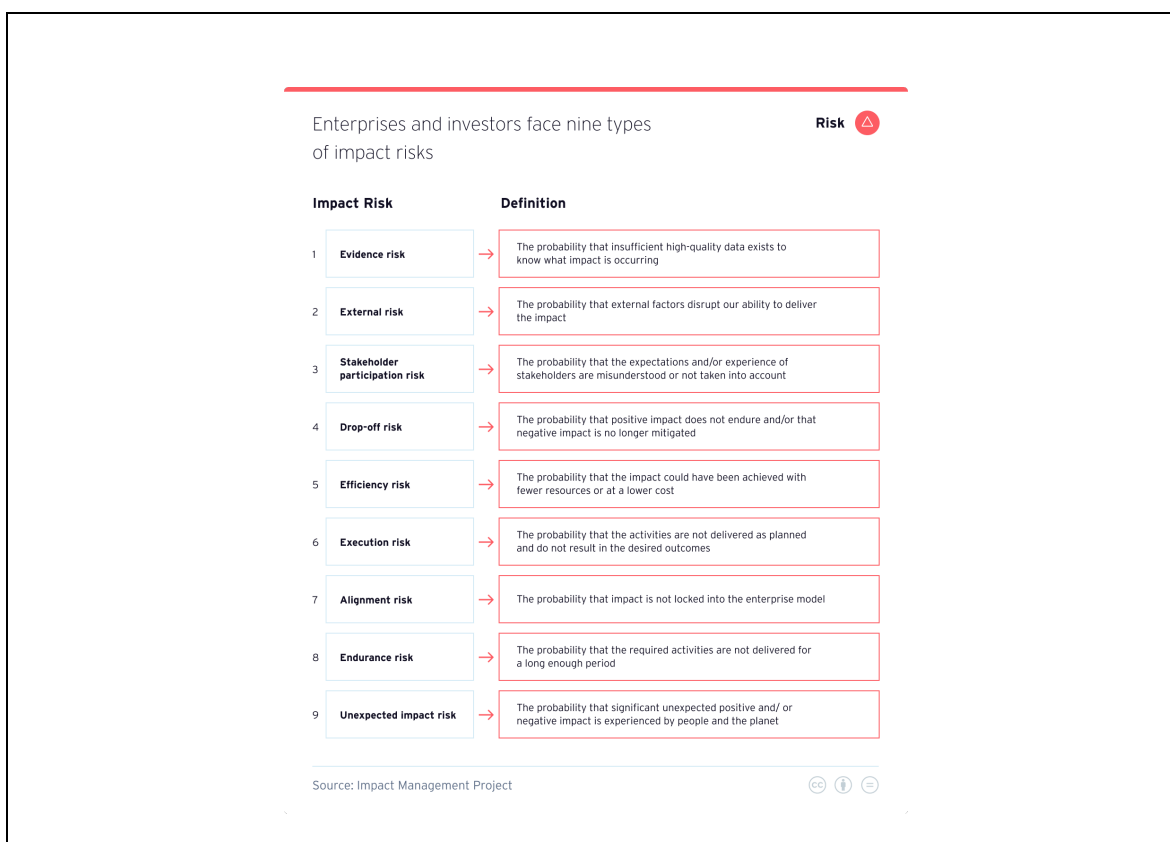 Enterprises and investors face nine types
of impact risks
Risk
Impact Risk
Definition
1
Evidence risk
The probability that insufficient high-quality data exists to
know what impact is occurring
2
External risk
The probability that external factors disrupt our ability to deliver
the impact
3
Stakeholder
participation risk
The probability that the expectations and/or experience of
stakeholders are misunderstood or not taken into account
4
Drop-off risk
The probability that positive impact does not endure and/or that
negative impact is no longer mitigated
5
Efficiency risk
The probability that the impact could have been achieved with
fewer resources or at a lower cost
6
Execution risk
The probability that the activities are not delivered as planned
and do not result in the desired outcomes
7
Alignment risk
The probability that impact is not locked into the enterprise model
8
Endurance risk
The probability that the required activities are not delivered for
a long enough period
9
Unexpected impact risk
The probability that significant unexpected positive and/ or
negative impact is experienced by people and the planet
Source: Impact Management Project
cc